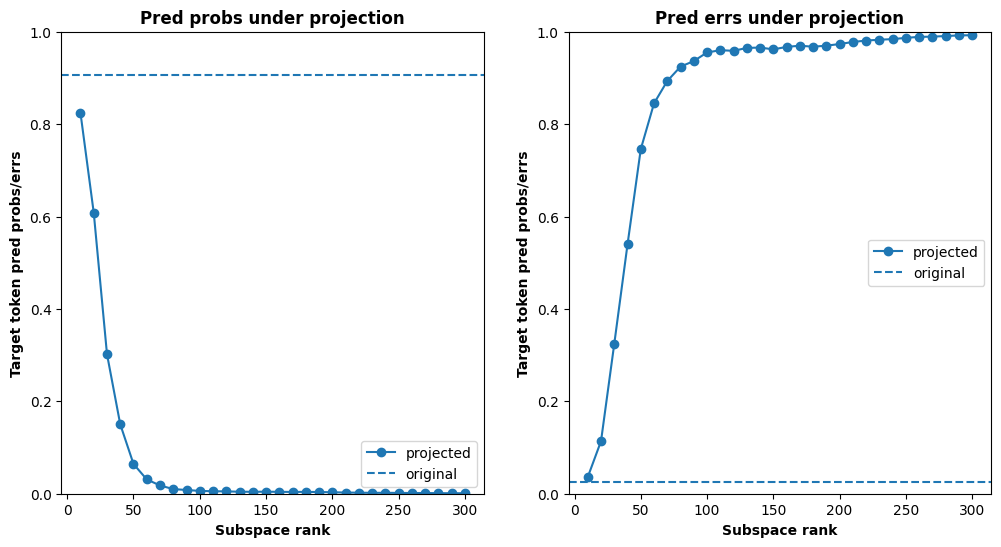 Pred probs under projection
Target token pred probs/errs
1.0
0.8
0.6
0.4
0.2
0.0
0
50
100
150
200
250
300
Subspace rank
projected
original
Pred errs under projection
Target token pred probs/errs
1.0
0.8
0.6
0.4
0.2
0.0
0
50
100
150
200
250
300
Subspace rank
projected
original